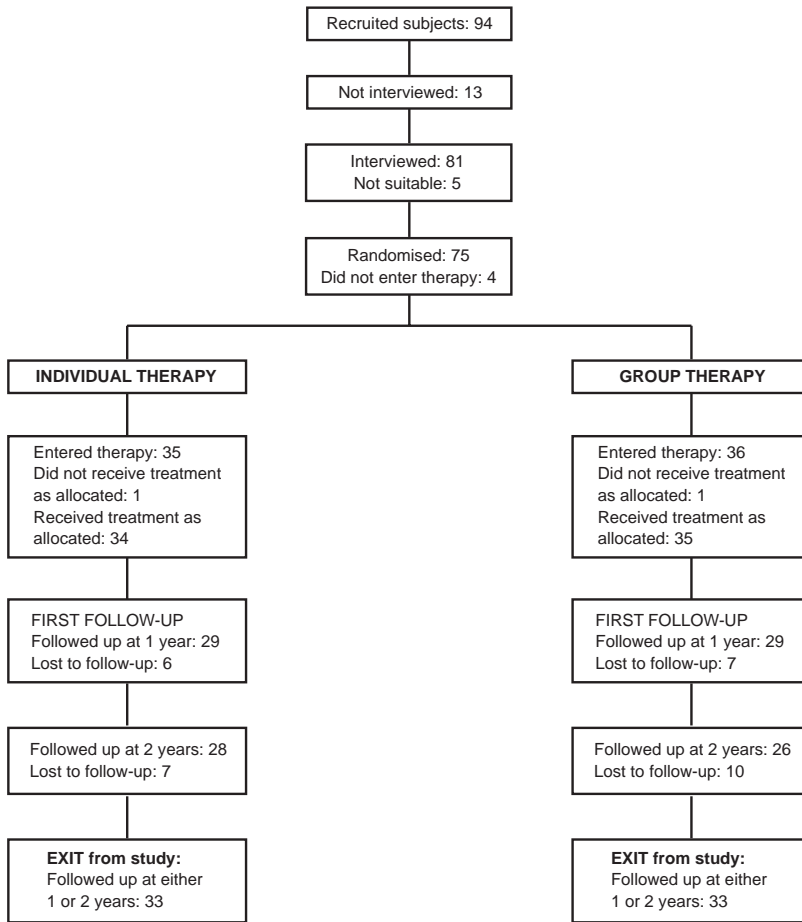 Recruited subjects: 94
Not interviewed: 13
Interviewed: 81
Not suitable: 5
Randomised: 75
Did not enter therapy: 4
INDIVIDUAL THERAPY
Entered therapy: 35
Did not receive treatment
as allocated: 1
Received treatment as
allocated: 34
FIRST FOLLOW-UP
Followed up at 1 year: 29
Lost to follow-up: 6
Followed up at 2 years: 28
Lost to follow-up: 7
EXIT from study:
Followed up at either
1 or 2 years: 33
GROUP THERAPY
Entered therapy: 36
Did not receive treatment
as allocated: 1
Received treatment as
allocated: 35
FIRST FOLLOW-UP
Followed up at 1 year: 29
Lost to follow-up: 7
Followed up at 2 years: 26
Lost to follow-up: 10
EXIT from study:
Followed up at either
1 or 2 years: 33